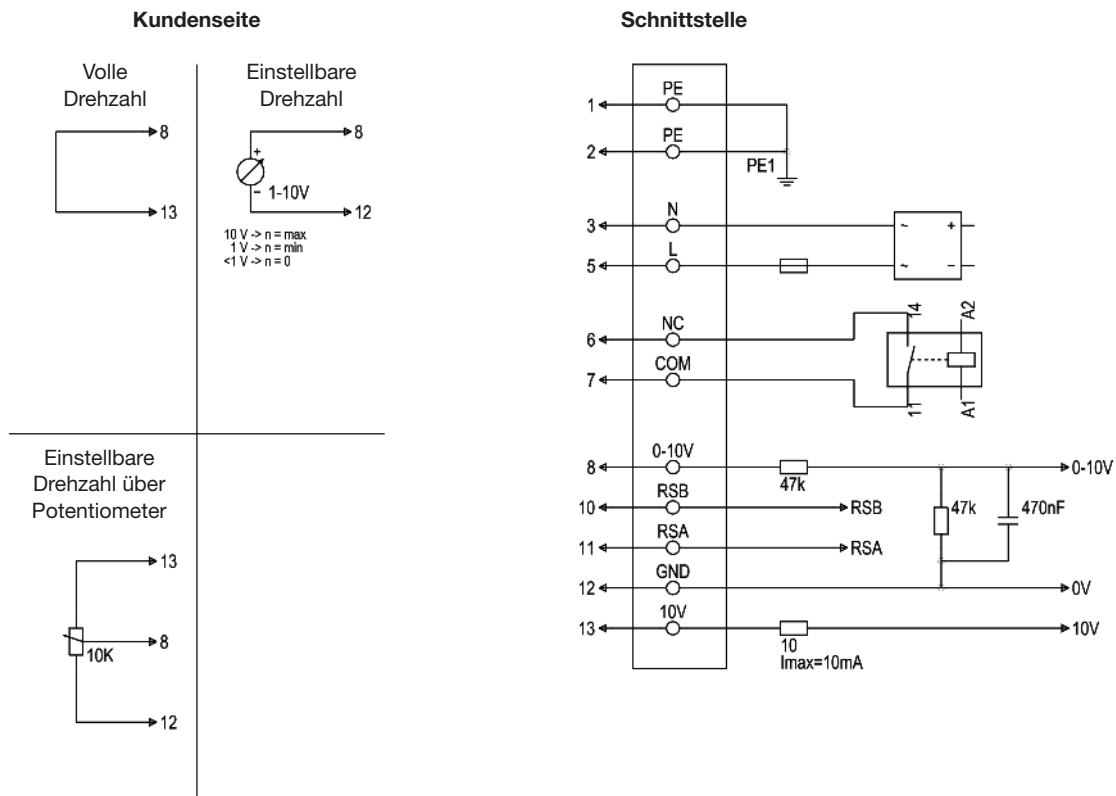 Kundenseite
Volle
Drehzahl
8
13
Einstellbare
Drehzahl
8
+
− 1-10V
12
10 V -> n = max
1 V -> n = min
<1 V -> n = 0
Einstellbare
Drehzahl über
Potentiometer
13
8
10K
12
Schnittstelle
PE
1
PE
2
PE1
N
3
~ +
L
5
~ −
14
A2
NC
6
COM
7
11
A1
0-10V
8
47k
0-10V
RSB
10
RSB
47k
470nF
RSA
11
RSA
GND
12
0V
10V
13
10V
10
Imax=10mA